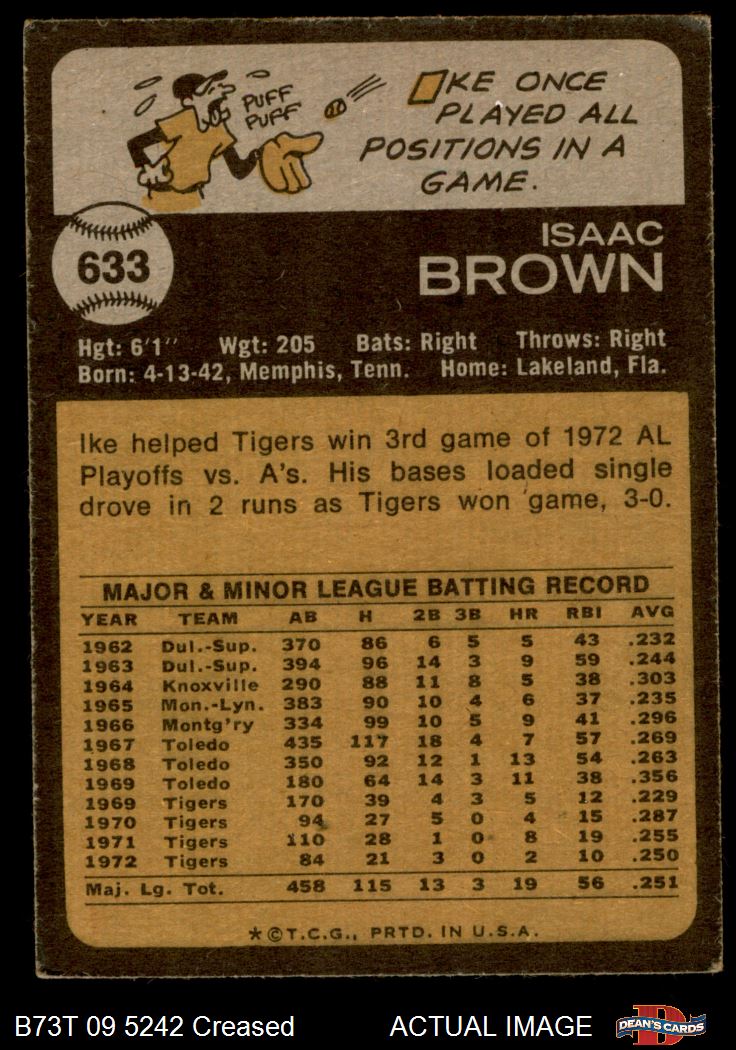 PUFF
PUFF
IKE ONCE
PLAYED ALL
POSITIONS IN A
GAME.
633
ISAAC
BROWN
Hgt: 6'1" Wgt: 205 Bats: Right Throws: Right
Born: 4-13-42, Memphis, Tenn. Home: Lakeland, Fla.
Ike helped Tigers win 3rd game of 1972 AL
Playoffs vs. A's. His bases loaded single
drove in 2 runs as Tigers won game, 3-0.
MAJOR & MINOR LEAGUE BATTING RECORD
YEAR TEAM AB H 2B 3B HR RBI AVG
1962 Dul.-Sup. 370 86 6 5 5 43 .232
1963 Dul.-Sup. 394 96 14 3 9 59 .244
1964 Knoxville 290 88 11 8 5 38 .303
1965 Mon.-Lyn. 383 90 10 4 6 37 .235
1966 Montg'ry 334 99 10 5 9 41 .296
1967 Toledo 435 117 18 4 7 57 .269
1968 Toledo 350 92 12 1 13 54 .263
1969 Toledo 180 64 14 3 11 38 .356
1969 Tigers 170 39 4 3 5 12 .229
1970 Tigers 94 27 5 0 4 15 .287
1971 Tigers 110 28 1 0 8 19 .255
1972 Tigers 84 21 3 0 2 10 .250
Maj. Lg. Tot. 458 115 13 3 19 56 .251
*©T.C.G., PRTD. IN U.S.A.
B73T 09 5242 Creased ACTUAL IMAGE
D
DEAN'S CARDS